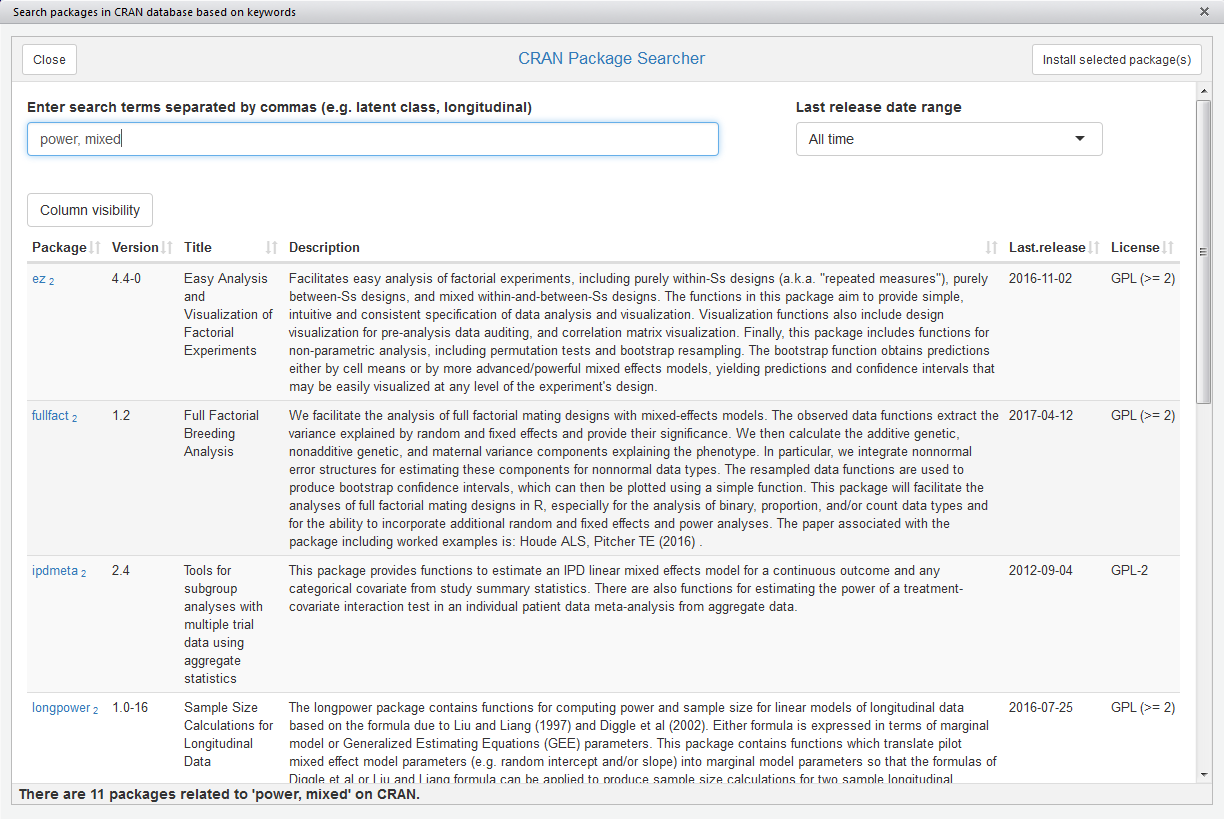 Search packages in CRAN database based on keywords
Close
CRAN Package Searcher
Install selected package(s)
Enter search terms separated by commas (e.g. latent class, longitudinal)
Last release date range
power, mixed
All time
Column visibility
Package Version Title Description Last.release License
ez 2 4.4-0
Easy Analysis
and
Visualization of
Factorial
Experiments
Facilitates easy analysis of factorial experiments, including purely within-Ss designs (a.k.a. "repeated measures"), purely
between-Ss designs, and mixed within-and-between-Ss designs. The functions in this package aim to provide simple,
intuitive and consistent specification of data analysis and visualization. Visualization functions also include design
visualization for pre-analysis data auditing, and correlation matrix visualization. Finally, this package includes functions for
non-parametric analysis, including permutation tests and bootstrap resampling. The bootstrap function obtains predictions
either by cell means or by more advanced/powerful mixed effects models, yielding predictions and confidence intervals that
may be easily visualized at any level of the experiment's design.
2016-11-02 GPL (>= 2)
fullfact 2 1.2
Full Factorial
Breeding
Analysis
We facilitate the analysis of full factorial mating designs with mixed-effects models. The observed data functions extract the
variance explained by random and fixed effects and provide their significance. We then calculate the additive genetic,
nonadditive genetic, and maternal variance components explaining the phenotype. In particular, we integrate nonnormal
error structures for estimating these components for nonnormal data types. The resampled data functions are used to
produce bootstrap confidence intervals, which can then be plotted using a simple function. This package will facilitate the
analyses of full factorial mating designs in R, especially for the analysis of binary, proportion, and/or count data types and
for the ability to incorporate additional random and fixed effects and power analyses. The paper associated with the
package including worked examples is: Houde ALS, Pitcher TE (2016) .
2017-04-12 GPL (>= 2)
ipdmeta 2 2.4
Tools for
subgroup
analyses with
multiple trial
data using
aggregate
statistics
This package provides functions to estimate an IPD linear mixed effects model for a continuous outcome and any
categorical covariate from study summary statistics. There are also functions for estimating the power of a treatment-
covariate interaction test in an individual patient data meta-analysis from aggregate data.
2012-09-04 GPL-2
longpower 2 1.0-16
Sample Size
Calculations for
Longitudinal
Data
The longpower package contains functions for computing power and sample size for linear models of longitudinal data
based on the formula due to Liu and Liang (1997) and Diggle et al (2002). Either formula is expressed in terms of marginal
model or Generalized Estimating Equations (GEE) parameters. This package contains functions which translate pilot
mixed effect model parameters (e.g. random intercept and/or slope) into marginal model parameters so that the formulas of
Diggle et al or Liu and Liang formula can be applied to produce sample size calculations for two sample longitudinal
2016-07-25 GPL (>= 2)
There are 11 packages related to 'power, mixed' on CRAN.